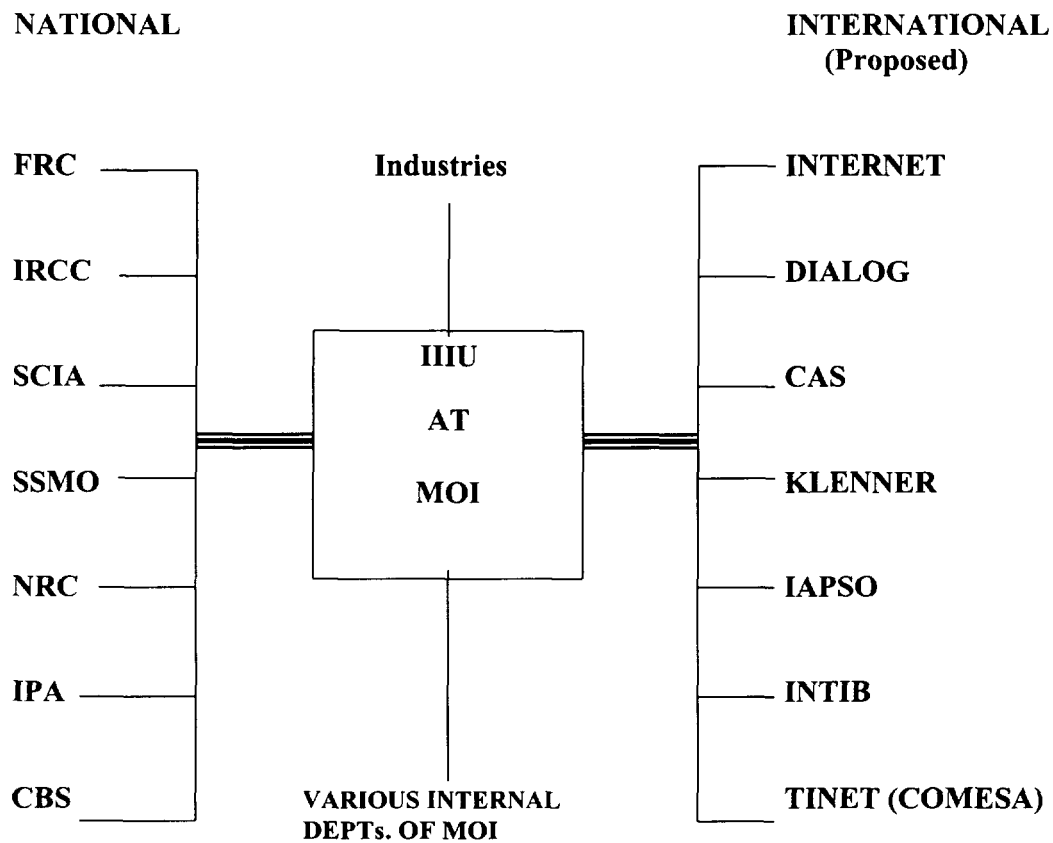 NATIONAL
INTERNATIONAL
(Proposed)
FRC
Industries
INTERNET
IRCC
DIALOG
SCIA
IIIU
AT
MOI
CAS
SSMO
KLENNER
NRC
IAPSO
IPA
INTIB
CBS
VARIOUS INTERNAL
DEPTs. OF MOI
TINET (COMESA)